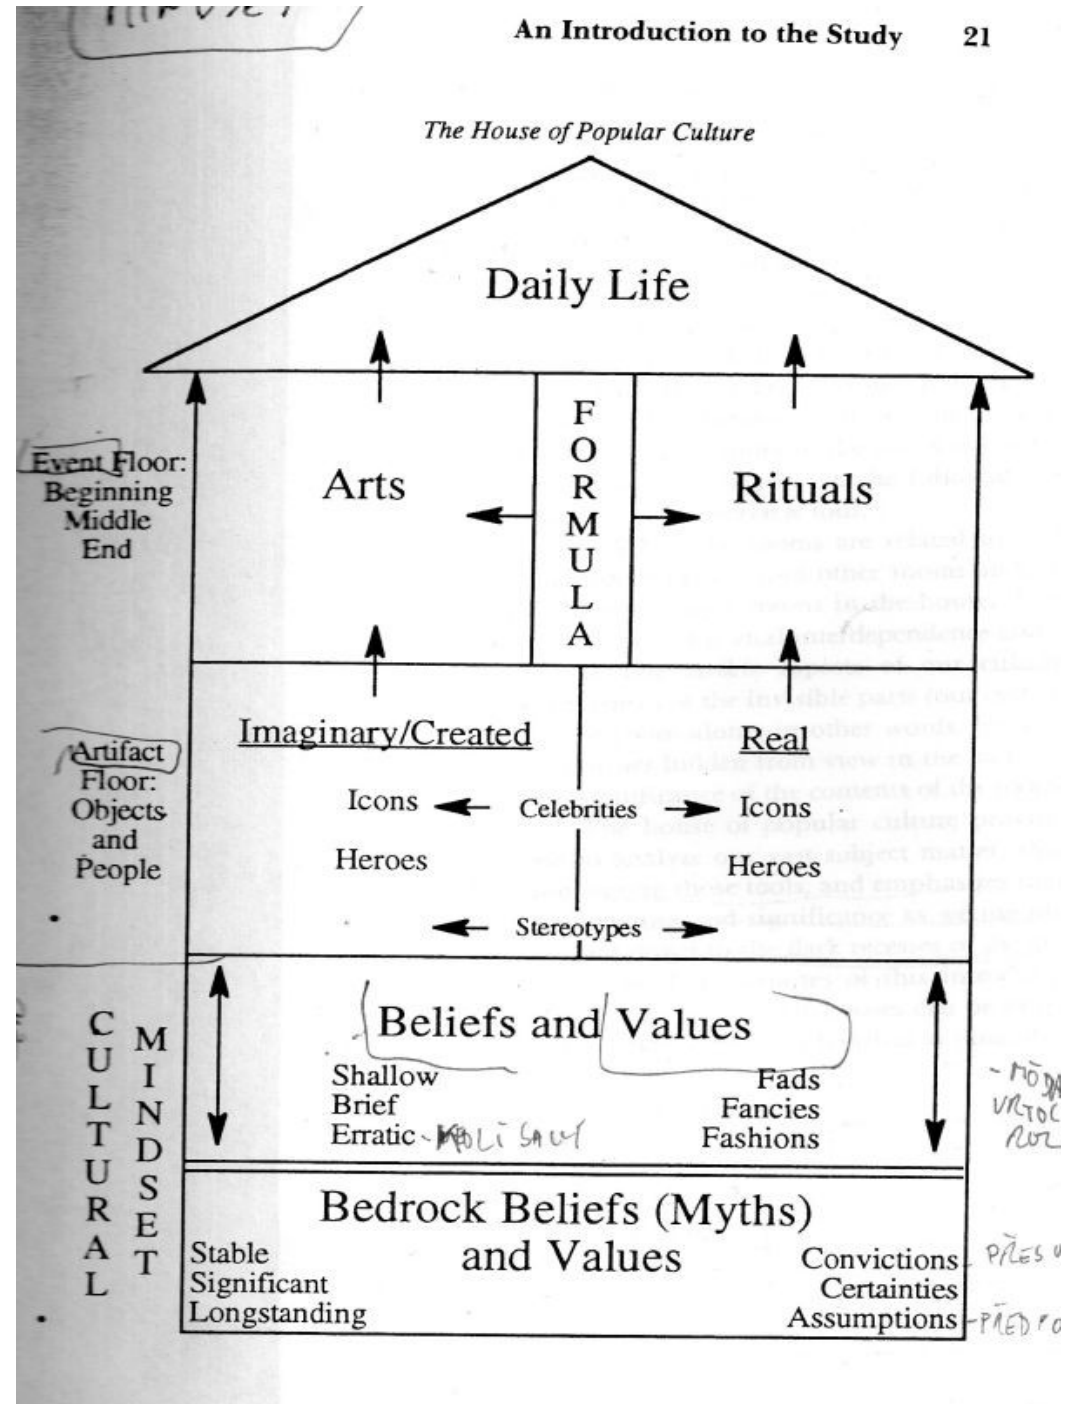 An Introduction to the Study 21
The House of Popular Culture
Daily Life
FORMULA
Event Floor:
Beginning
Middle
End
Arts
Rituals
Imaginary/Created
Real
Artifact
Floor:
Objects
and
People
Icons
Celebrities
Icons
Heroes
Heroes
Stereotypes
CULTURAL
MINDSET
Beliefs and Values
Shallow
Brief
Erratic
Fads
Fancies
Fashions
Bedrock Beliefs (Myths)
and Values
Stable
Significant
Longstanding
Convictions
Certainties
Assumptions